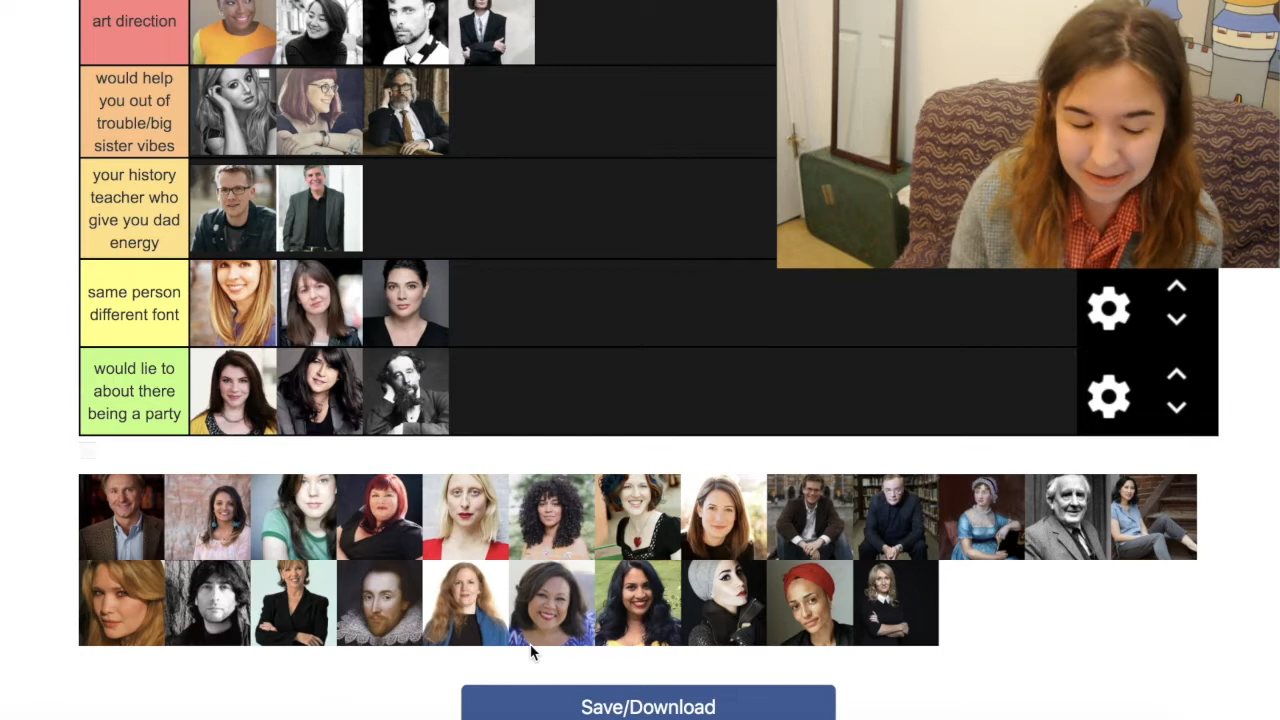 art direction
would help
you out of
trouble/big
sister vibes
your history
teacher who
give you dad
energy
same person
different font
would lie to
about there
being a party
Save/Download